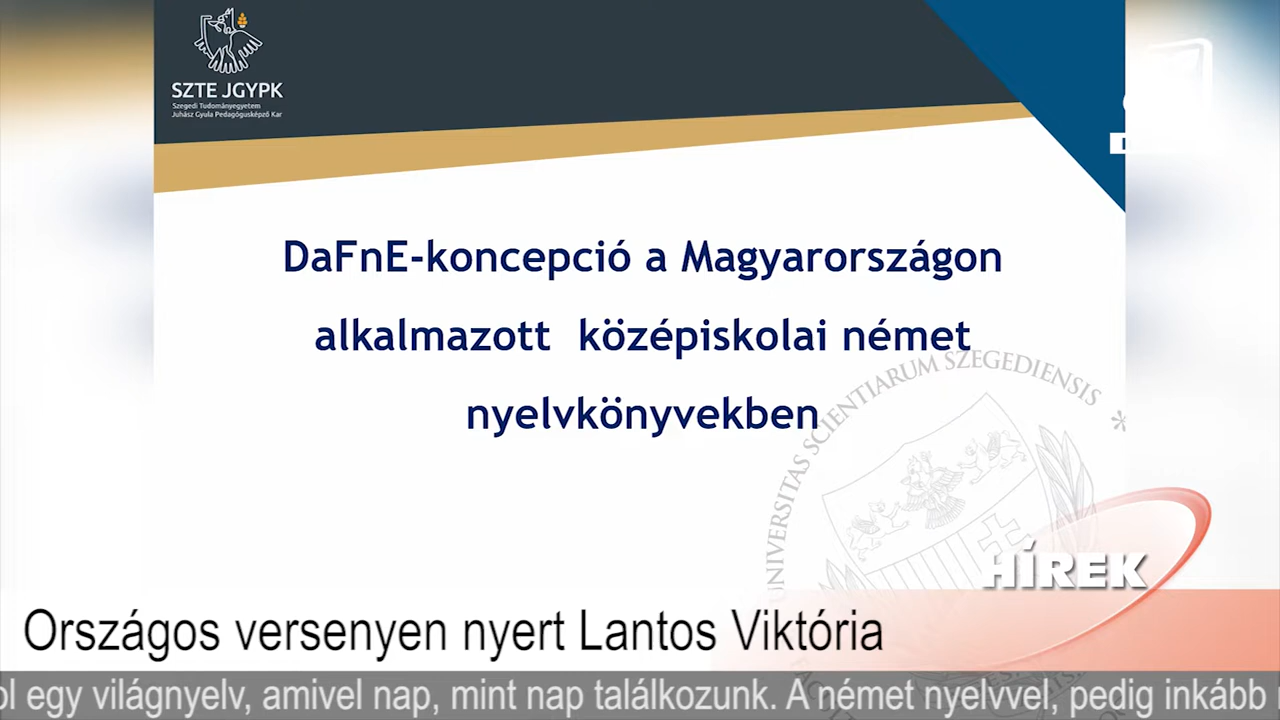 SZTE JGYPK
Szegedi Tudományegyetem
Juhász Gyula Pedagógusképző Kar
DaFnE-koncepció a Magyarországon
alkalmazott középiskolai német
nyelvkönyvekben
UNIVERSITAS SCIENTIARUM SZEGEDIENSIS
HÍREK
Országos versenyen nyert Lantos Viktória
egy világnyelv, amivel nap, mint nap találkozunk. A német nyelvvel, pedig inkább